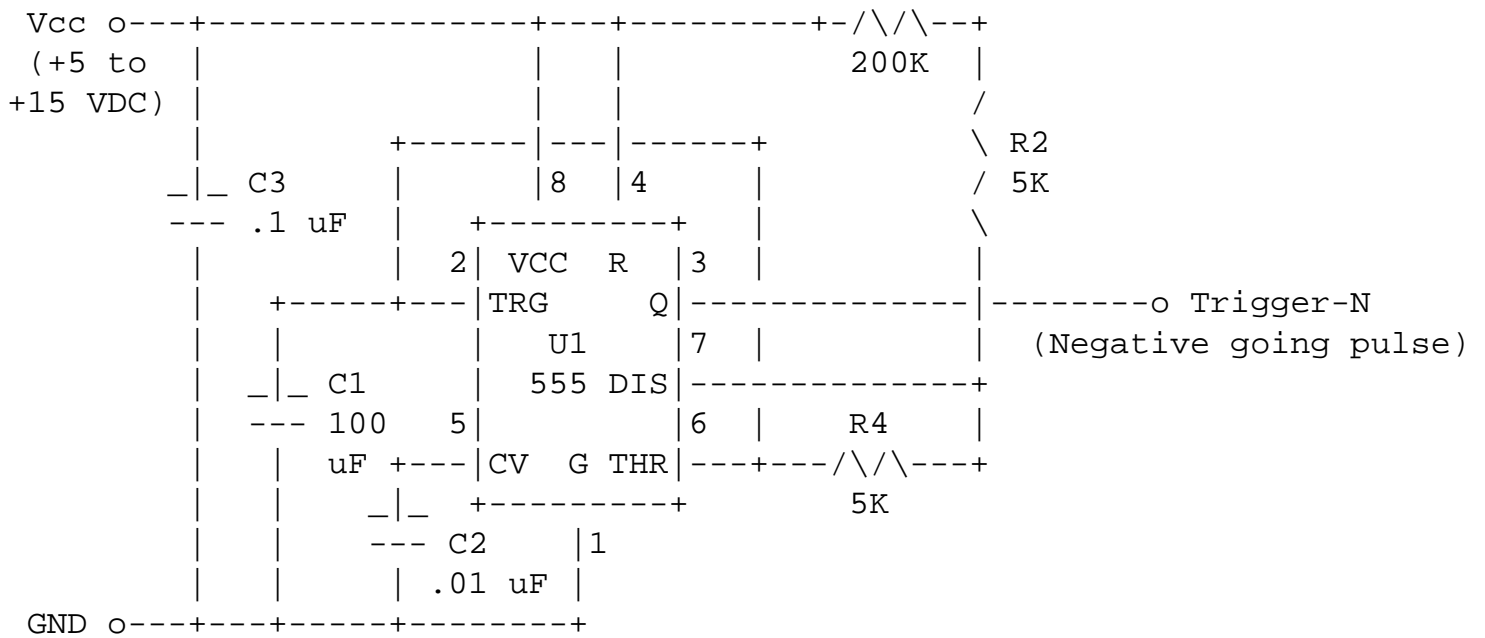 Vcc o---+-----------------+---+----------+-/\/\--+
(+5 to | | | 200K |
+15 VDC) | | | /
| +------|---|------+ \ R2
_|_ C3 | |8 |4 | / 5K
--- .1 uF | +---------+ | \
| | 2| VCC R |3 | |
| +-----+---|TRG Q|--------------|--------o Trigger-N
| | | U1 |7 | | (Negative going pulse)
| _|_ C1 | 555 DIS|--------------+
| --- 100 5| |6 | R4 |
| | uF +---|CV G THR|---+---/\/\---+
| | _|_ +---------+ 5K
| | --- C2 |1
| | | .01 uF |
GND o---+---+-----+--------+